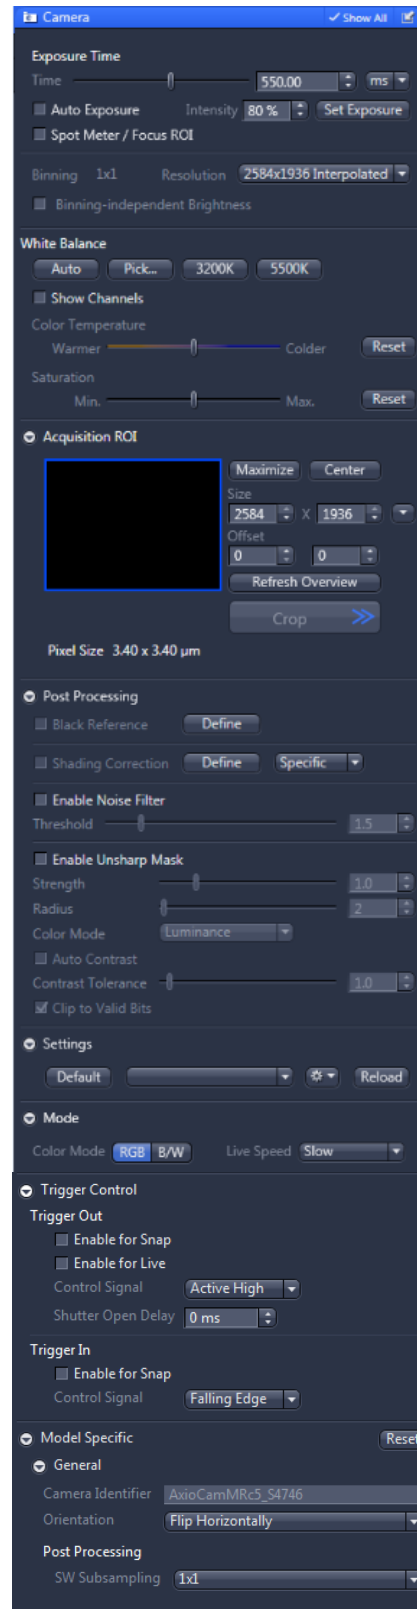 Camera Show All
Exposure Time
Time 550.00 ms
Auto Exposure Intensity 80 % Set Exposure
Spot Meter / Focus ROI
Binning 1x1 Resolution 2584x1936 Interpolated
Binning-independent Brightness
White Balance
Auto Pick... 3200K 5500K
Show Channels
Color Temperature
Warmer Colder Reset
Saturation
Min. Max. Reset
Acquisition ROI
Maximize Center
Size
2584 X 1936
Offset
0 0
Refresh Overview
Crop
Pixel Size 3.40 x 3.40 µm
Post Processing
Black Reference Define
Shading Correction Define Specific
Enable Noise Filter
Threshold 1.5
Enable Unsharp Mask
Strength 1.0
Radius 2
Color Mode Luminance
Auto Contrast
Contrast Tolerance 1.0
Clip to Valid Bits
Settings
Default Reload
Mode
Color Mode RGB B/W Live Speed Slow
Trigger Control
Trigger Out
Enable for Snap
Enable for Live
Control Signal Active High
Shutter Open Delay 0 ms
Trigger In
Enable for Snap
Control Signal Falling Edge
Model Specific Reset
General
Camera Identifier AxioCamMRc5_S4746
Orientation Flip Horizontally
Post Processing
SW Subsampling 1x1